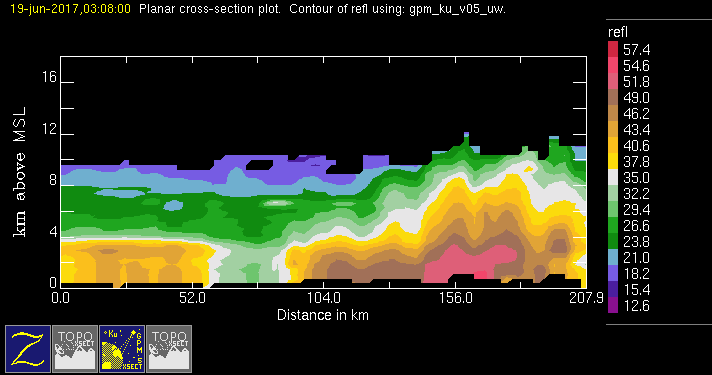 19-jun-2017,03:08:00 Planar cross-section plot. Contour of refl using: gpm_ku_v05_uw.
refl
57.4
54.6
51.8
49.0
46.2
43.4
40.6
37.8
35.0
32.2
29.4
26.6
23.8
21.0
18.2
15.4
12.6
km above MSL
16
12
8
4
0
0.0 52.0 104.0 156.0 207.9
Distance in km
Z
TOPO
XSECT
"Ku"
GPM
XSECT
TOPO
XSECT